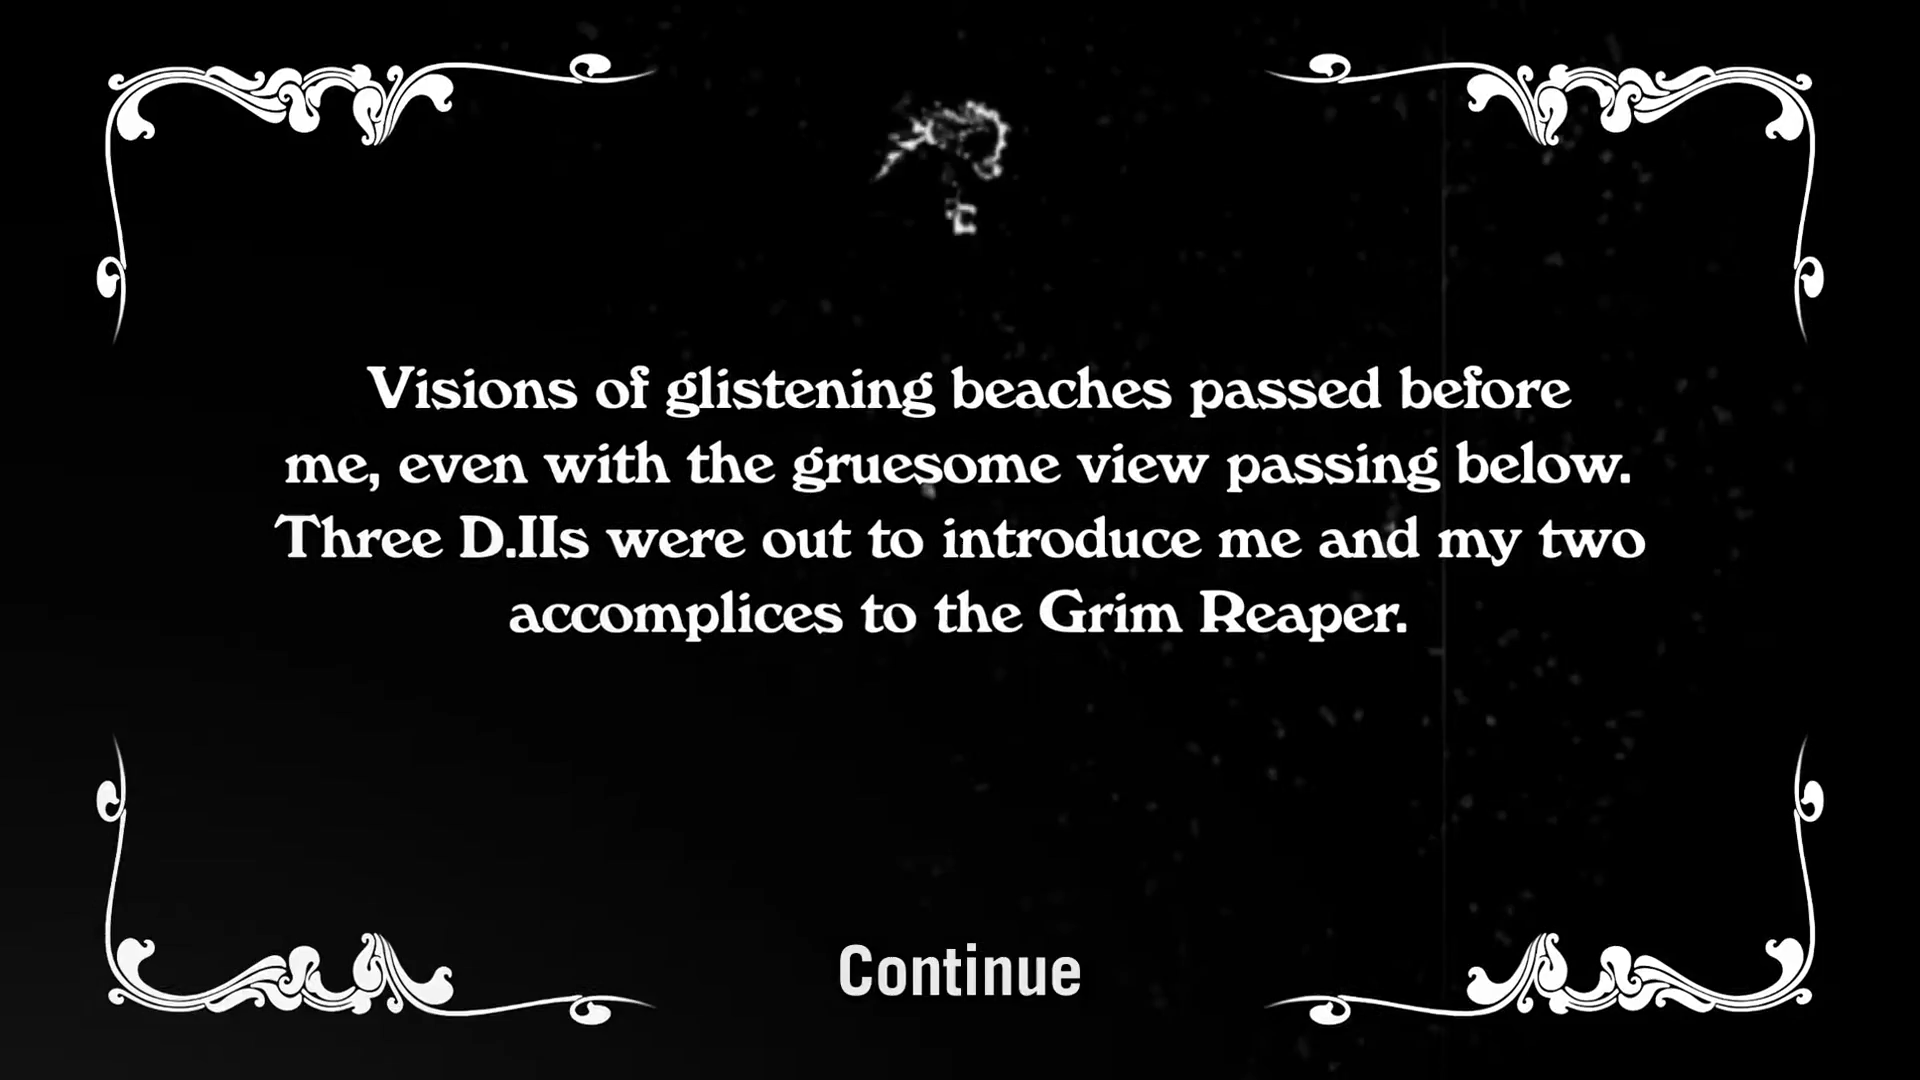 Visions of glistening beaches passed before
me, even with the gruesome view passing below.
Three D.IIs were out to introduce me and my two
accomplices to the Grim Reaper.
Continue